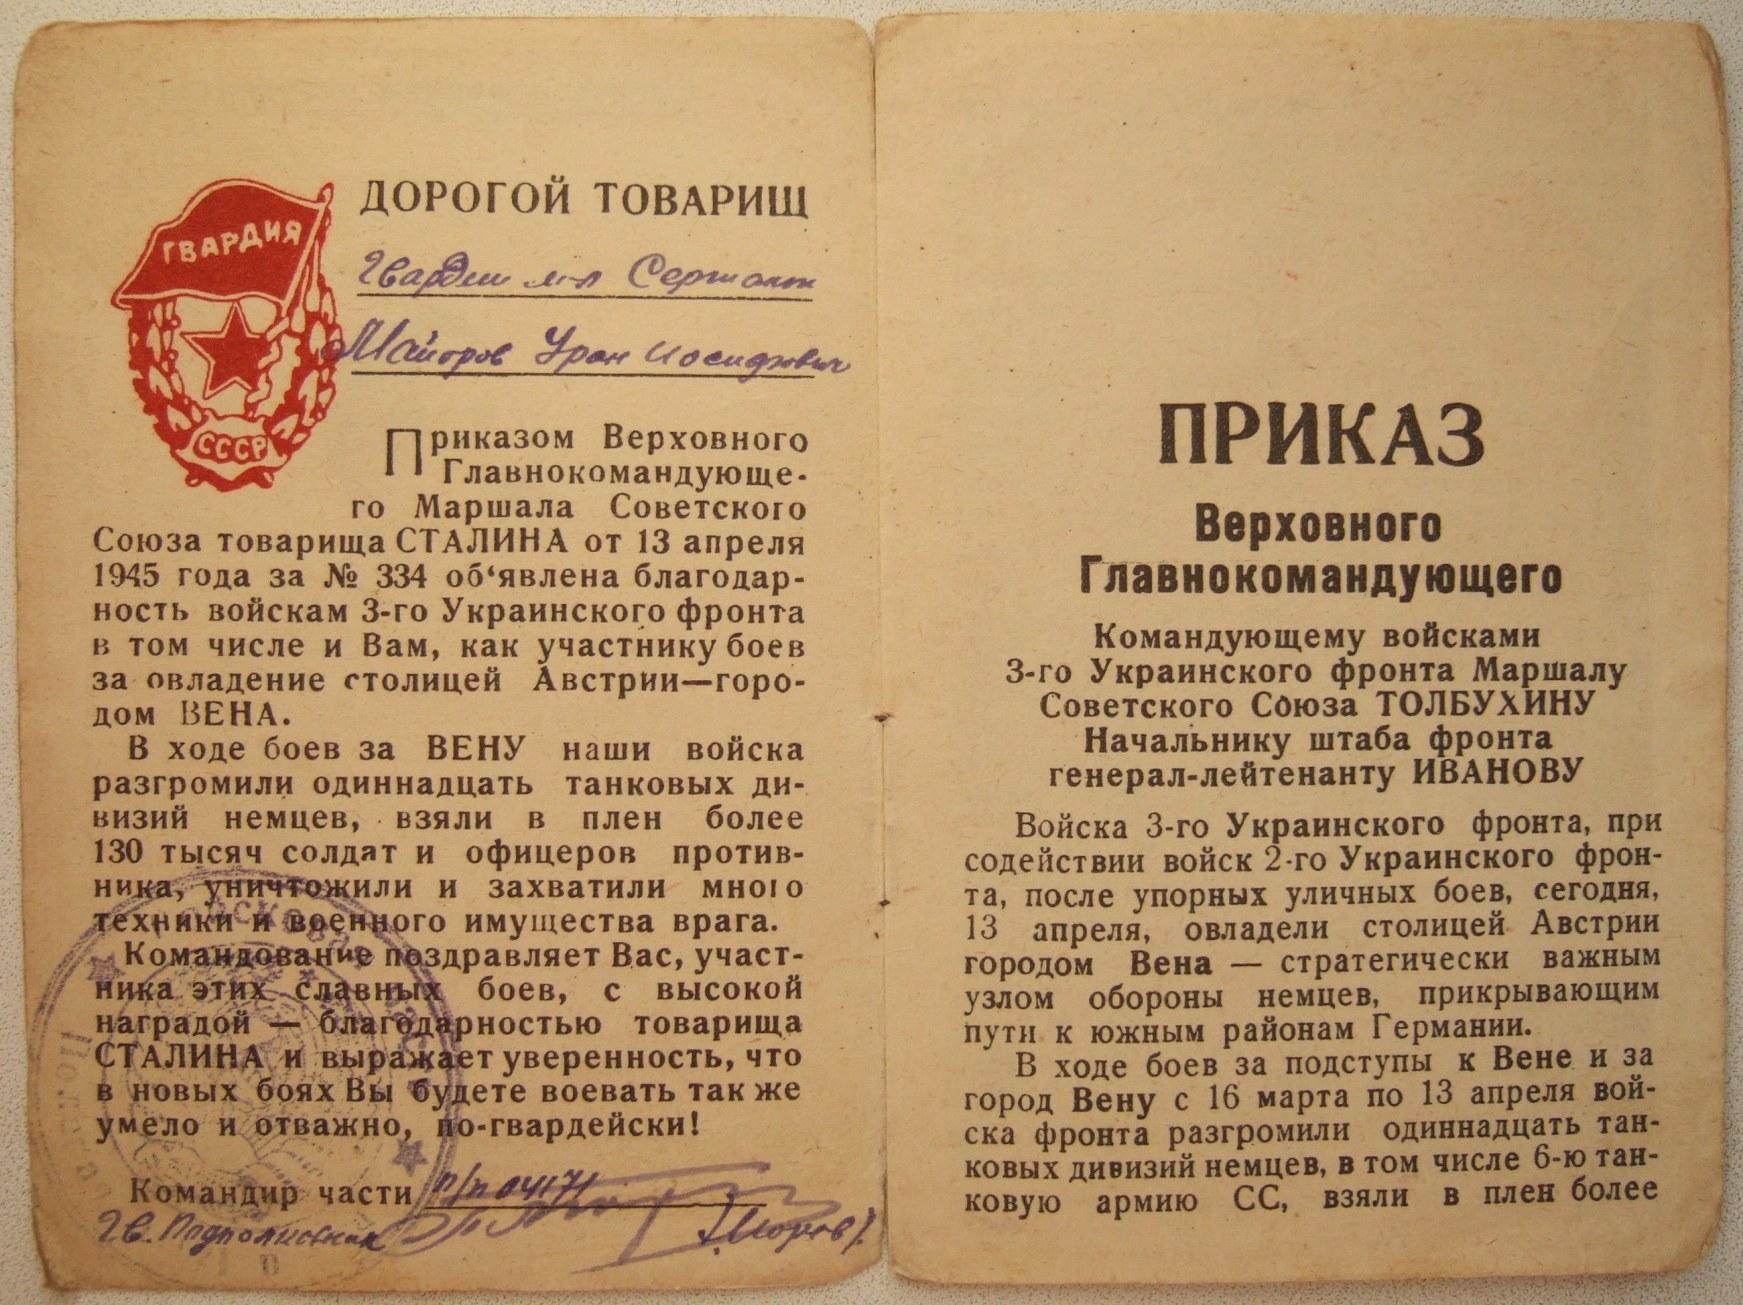 ГВАРДИЯ
СССР
ДОРОГОЙ ТОВАРИЩ
Гвардии мл Сержант
Майоров Уран Иосифович
Приказом Верховного
Главнокомандующе-
го Маршала Советского
Союза товарища СТАЛИНА от 13 апреля
1945 года за № 334 об‘явлена благодар-
ность войскам 3-го Украинского фронта
в том числе и Вам, как участнику боев
за овладение столицей Австрии—горо-
дом ВЕНА.
В ходе боев за ВЕНУ наши войска
разгромили одиннадцать танковых ди-
визий немцев, взяли в плен более
130 тысяч солдат и офицеров против-
ника, уничтожили и захватили много
техники и военного имущества врага.
Командование поздравляет Вас, участ-
ника этих славных боев, с высокой
наградой — благодарностью товарища
СТАЛИНА и выражает уверенность, что
в новых боях Вы будете воевать так же
умело и отважно, по-гвардейски!
Командир части п/п 04171
Гв. Подполковник
ПРИКАЗ
Верховного
Главнокомандующего
Командующему войсками
3-го Украинского фронта Маршалу
Советского Союза ТОЛБУХИНУ
Начальнику штаба фронта
генерал-лейтенанту ИВАНОВУ
Войска 3-го Украинского фронта, при
содействии войск 2-го Украинского фрон-
та, после упорных уличных боев, сегодня,
13 апреля, овладели столицей Австрии
городом Вена — стратегически важным
узлом обороны немцев, прикрывающим
пути к южным районам Германии.
В ходе боев за подступы к Вене и за
город Вену с 16 марта по 13 апреля вой-
ска фронта разгромили одиннадцать тан-
ковых дивизий немцев, в том числе 6-ю тан-
ковую армию СС, взяли в плен более